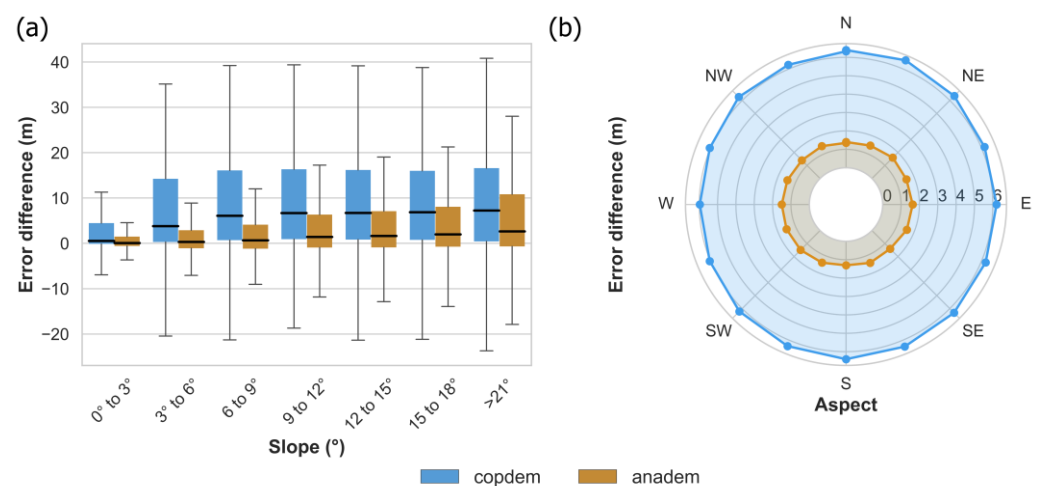 (a)
Error difference (m)
40
30
20
10
0
−10
−20
0° to 3°
3° to 6°
6 to 9°
9 to 12°
12 to 15°
15 to 18°
>21°
Slope (°)
(b)
Error difference (m)
N
NW
NE
W
0 1 2 3 4 5 6
E
SW
SE
S
Aspect
copdem
anadem